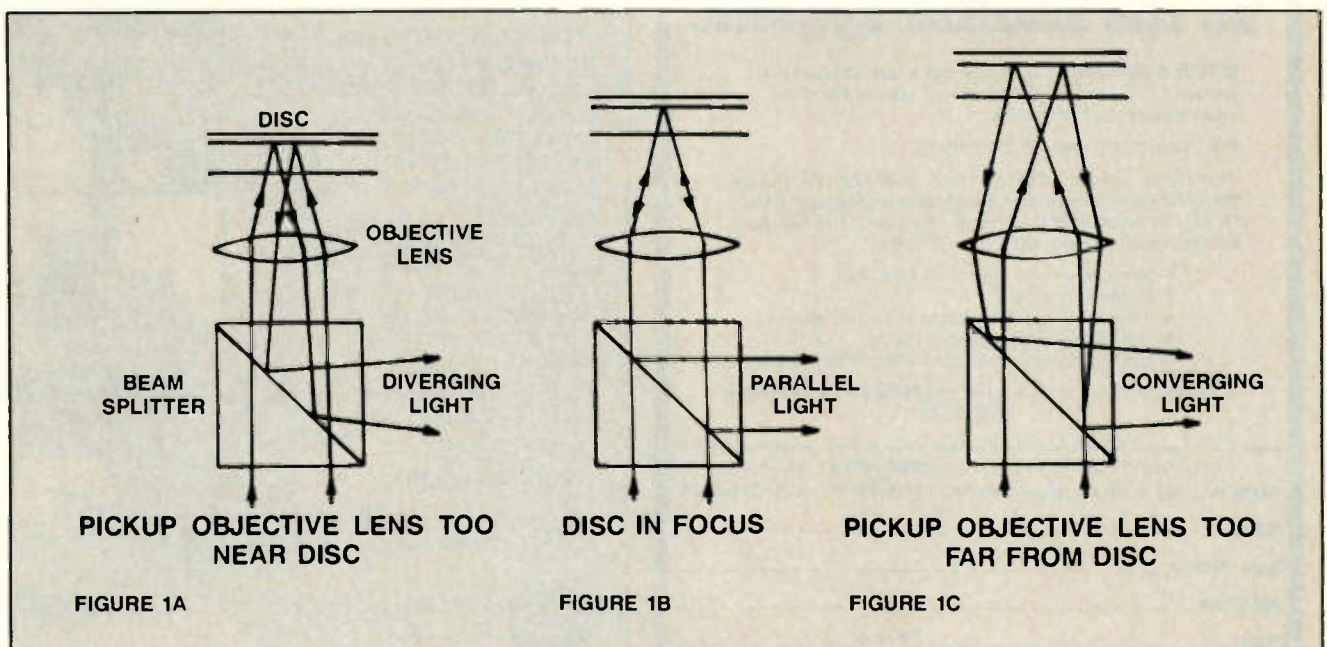 DISC
OBJECTIVE
LENS
BEAM
SPLITTER
DIVERGING
LIGHT
PICKUP OBJECTIVE LENS TOO
NEAR DISC
FIGURE 1A
PARALLEL
LIGHT
DISC IN FOCUS
FIGURE 1B
CONVERGING
LIGHT
PICKUP OBJECTIVE LENS TOO
FAR FROM DISC
FIGURE 1C